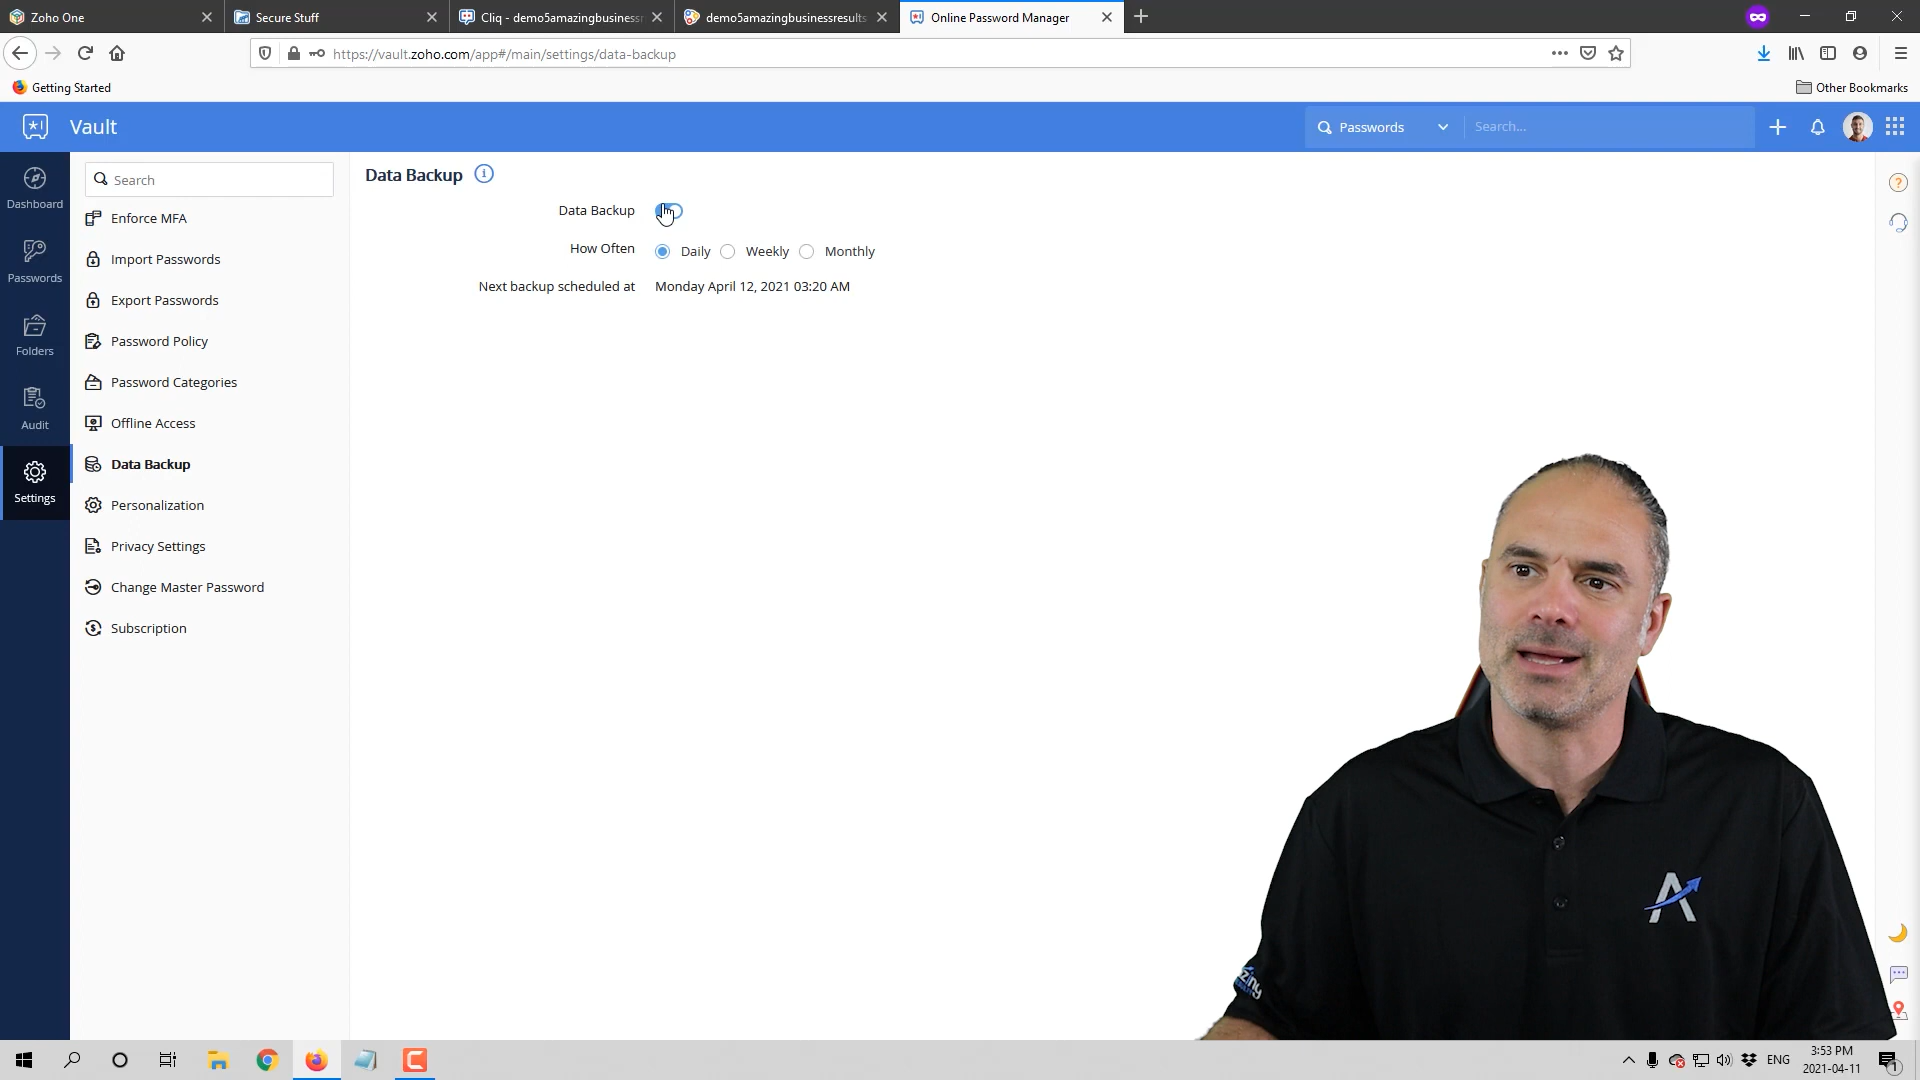 Zoho One
Secure Stuff
Cliq - demo5amazingbusinessr
demo5amazingbusinessresults
Online Password Manager
https://vault.zoho.com/app#/main/settings/data-backup
Getting Started
Other Bookmarks
Vault
Passwords
Search...
Dashboard
Passwords
Folders
Audit
Settings
Search
Enforce MFA
Import Passwords
Export Passwords
Password Policy
Password Categories
Offline Access
Data Backup
Personalization
Privacy Settings
Change Master Password
Subscription
Data Backup
Data Backup
How Often Daily Weekly Monthly
Next backup scheduled at Monday April 12, 2021 03:20 AM
ENG
3:53 PM
2021-04-11
1